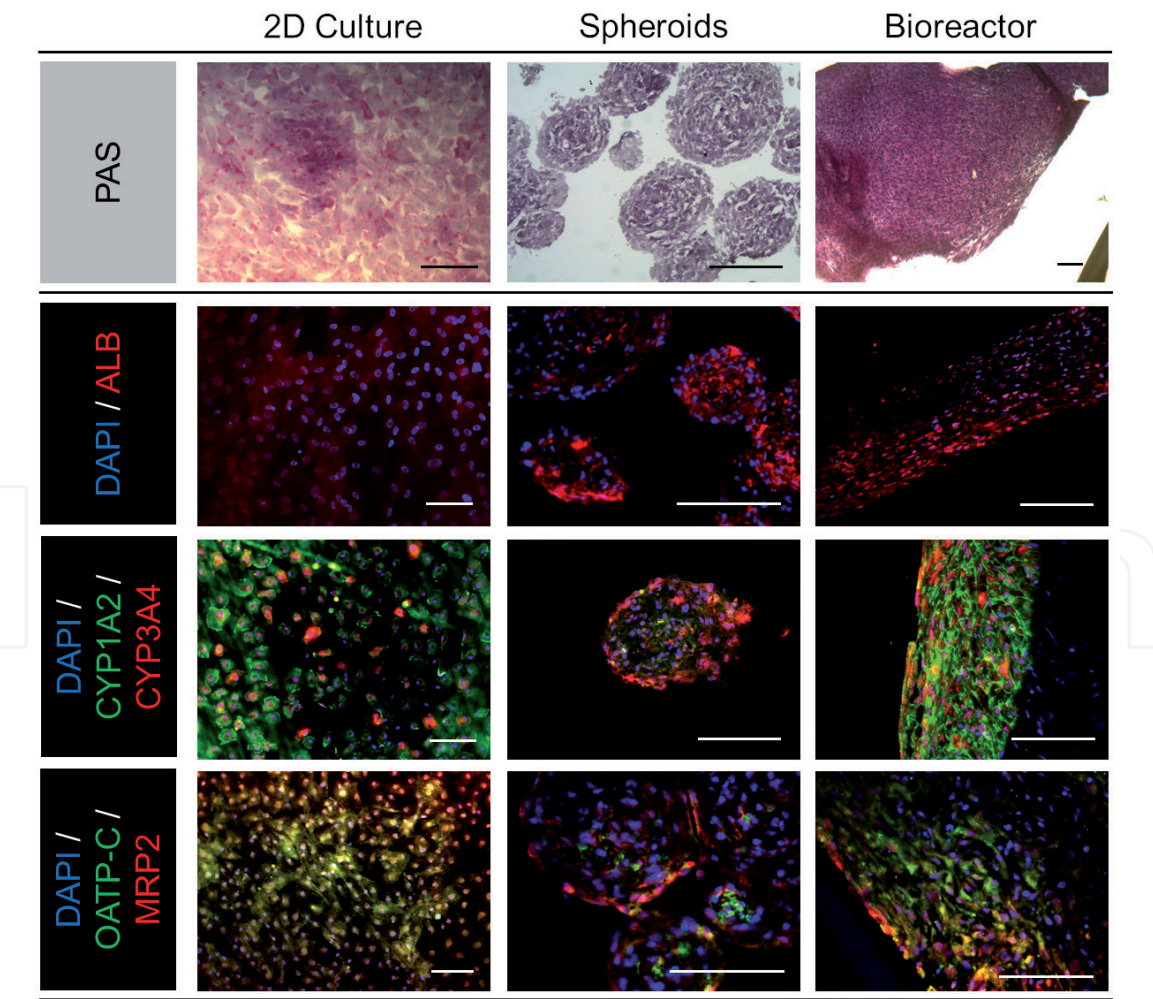 2D Culture
Spheroids
Bioreactor
PAS
DAPI / ALB
DAPI /
CYP1A2 /
CYP3A4
DAPI /
OATP-C /
MRP2